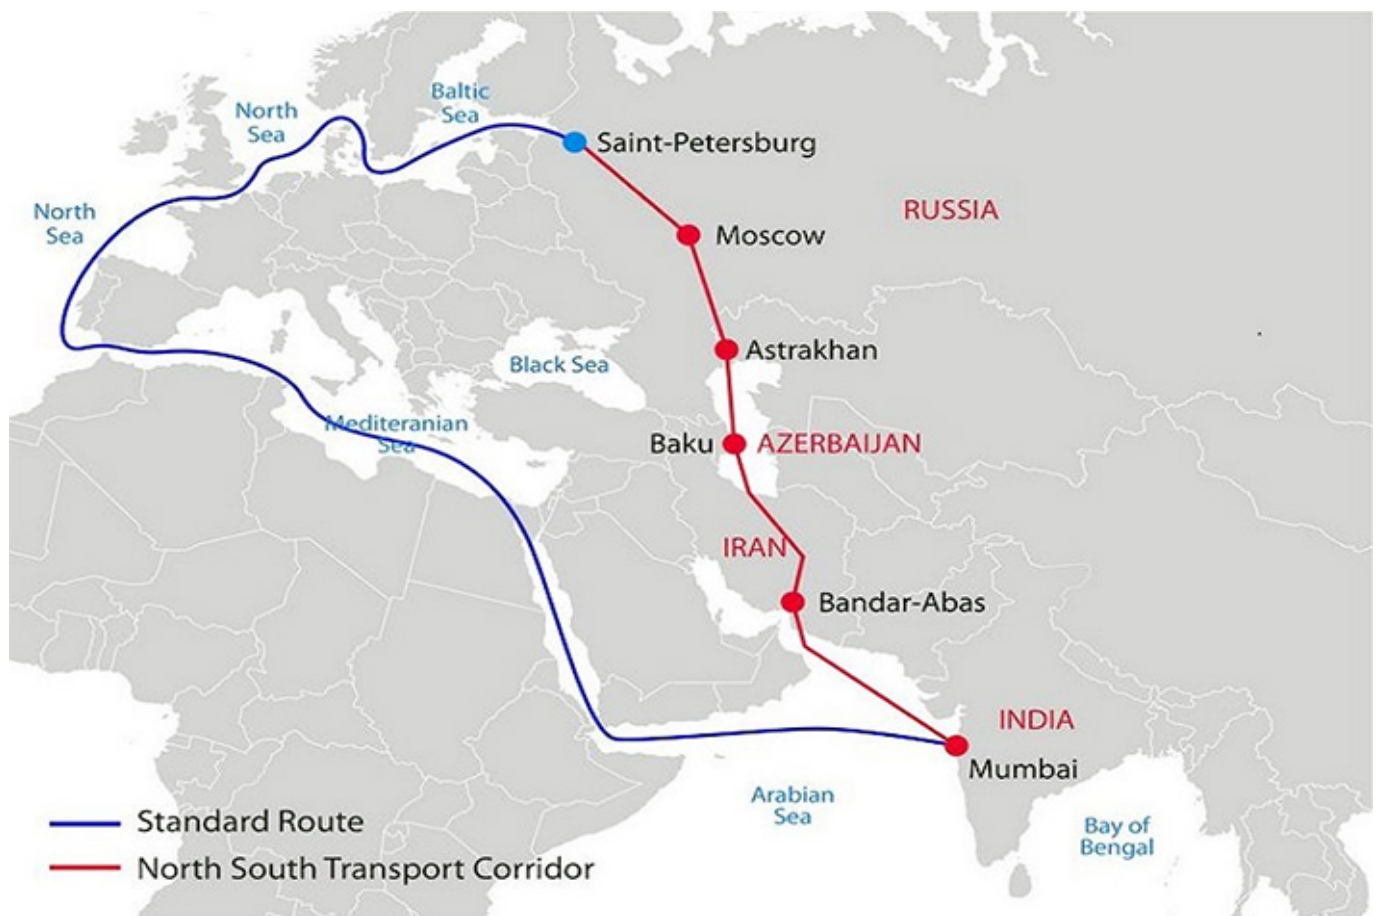 Baltic
Sea
North
Sea
Saint-Petersburg
North
Sea
RUSSIA
Moscow
Astrakhan
Black Sea
Mediteranian
Sea
Baku
AZERBAIJAN
IRAN
Bandar-Abas
INDIA
Mumbai
Arabian
Sea
Bay of
Bengal
Standard Route
North South Transport Corridor